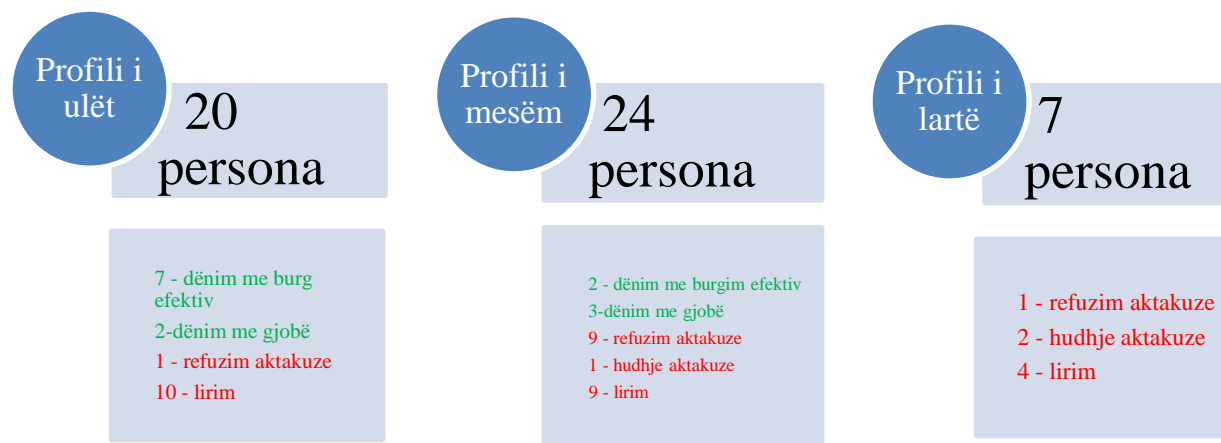 Profili i
ulët
20
persona
7 - dënim me burg
efektiv
2-dënim me gjobë
1 - refuzim aktakuze
10 - lirim
Profili i
mesëm
24
persona
2 - dënim me burgim efektiv
3-dënim me gjobë
9 - refuzim aktakuze
1 - hudhje aktakuze
9 - lirim
Profili i
lartë
7
persona
1 - refuzim aktakuze
2 - hudhje aktakuze
4 - lirim